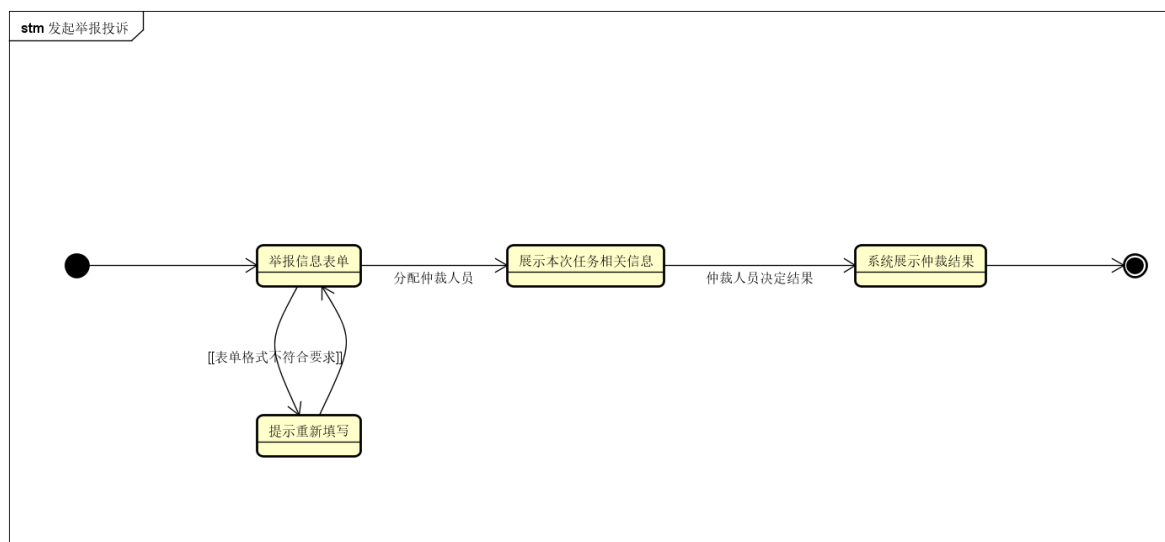 stm 发起举报投诉
举报信息表单
分配仲裁人员
展示本次任务相关信息
仲裁人员决定结果
系统展示仲裁结果
[[表单格式不符合要求]]
提示重新填写